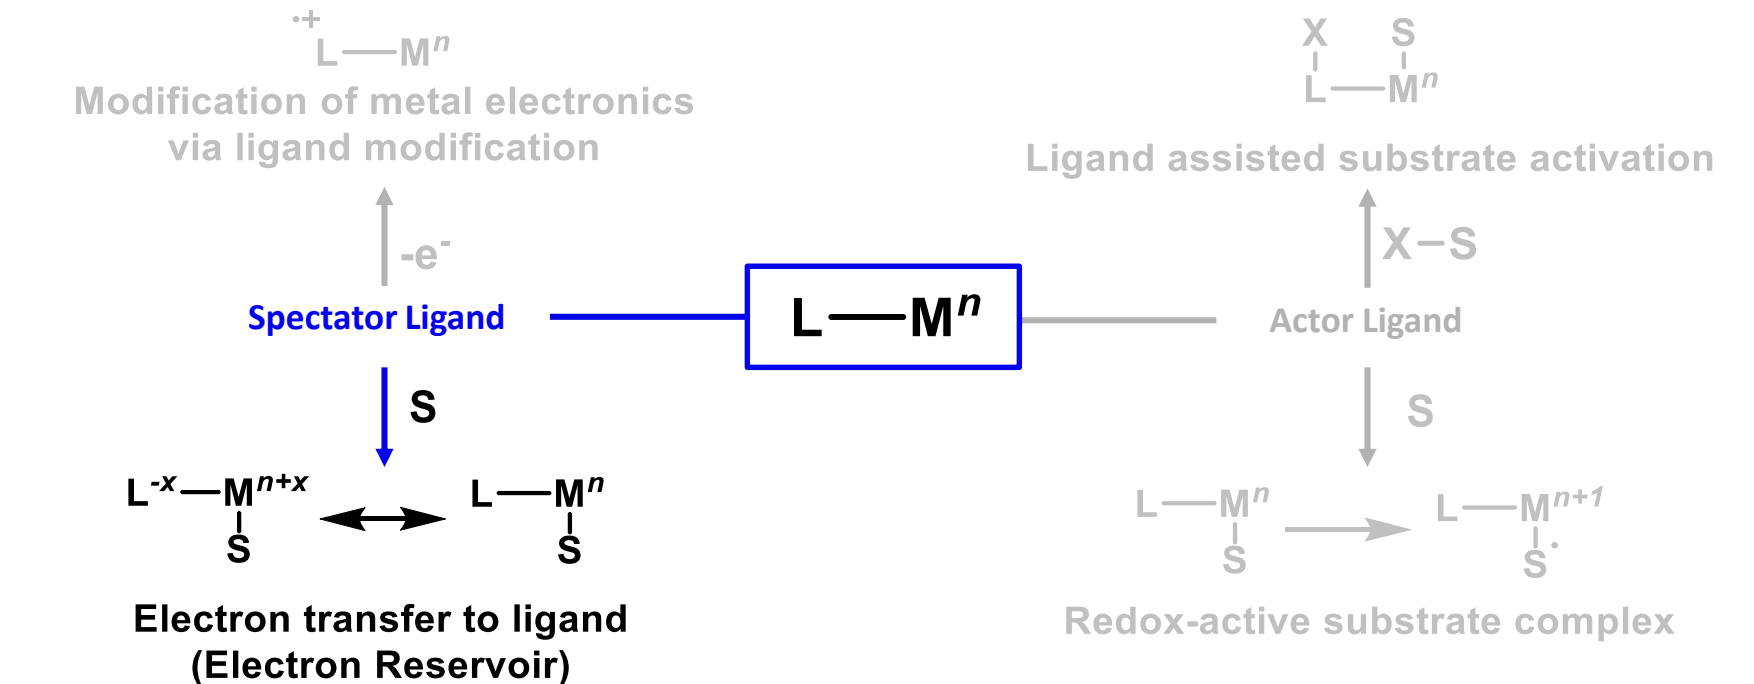 •+
L—Mⁿ
Modification of metal electronics
via ligand modification
-e⁻
Spectator Ligand
S
L⁻ˣ—Mⁿ⁺ˣ
S
L—Mⁿ
S
Electron transfer to ligand
(Electron Reservoir)
L—Mⁿ
X S
L—Mⁿ
Ligand assisted substrate activation
X—S
Actor Ligand
S
L—Mⁿ
S
L—Mⁿ⁺¹
S•
Redox-active substrate complex